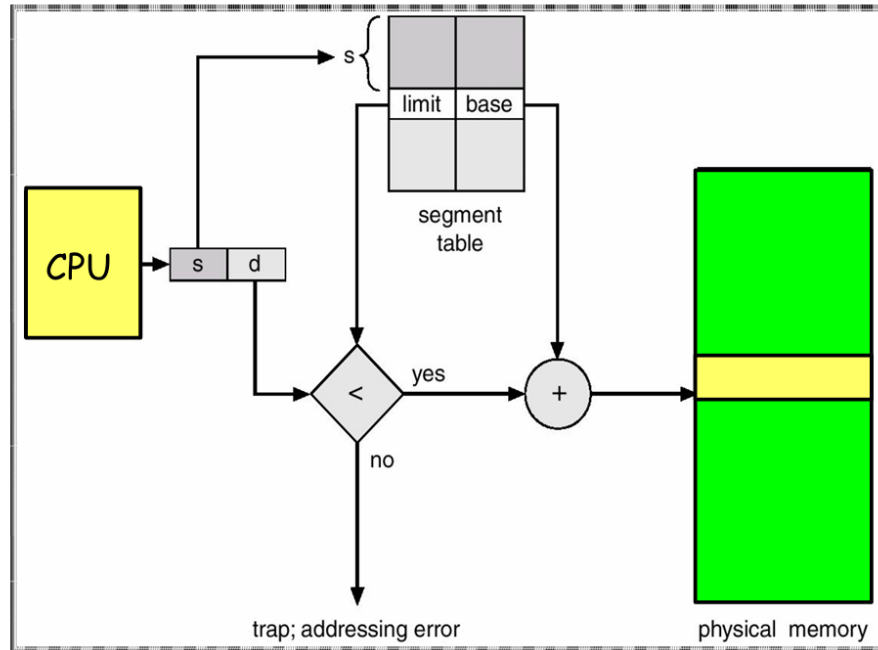 s
limit base
segment
table
CPU
s d
<
yes
+
no
trap; addressing error
physical memory